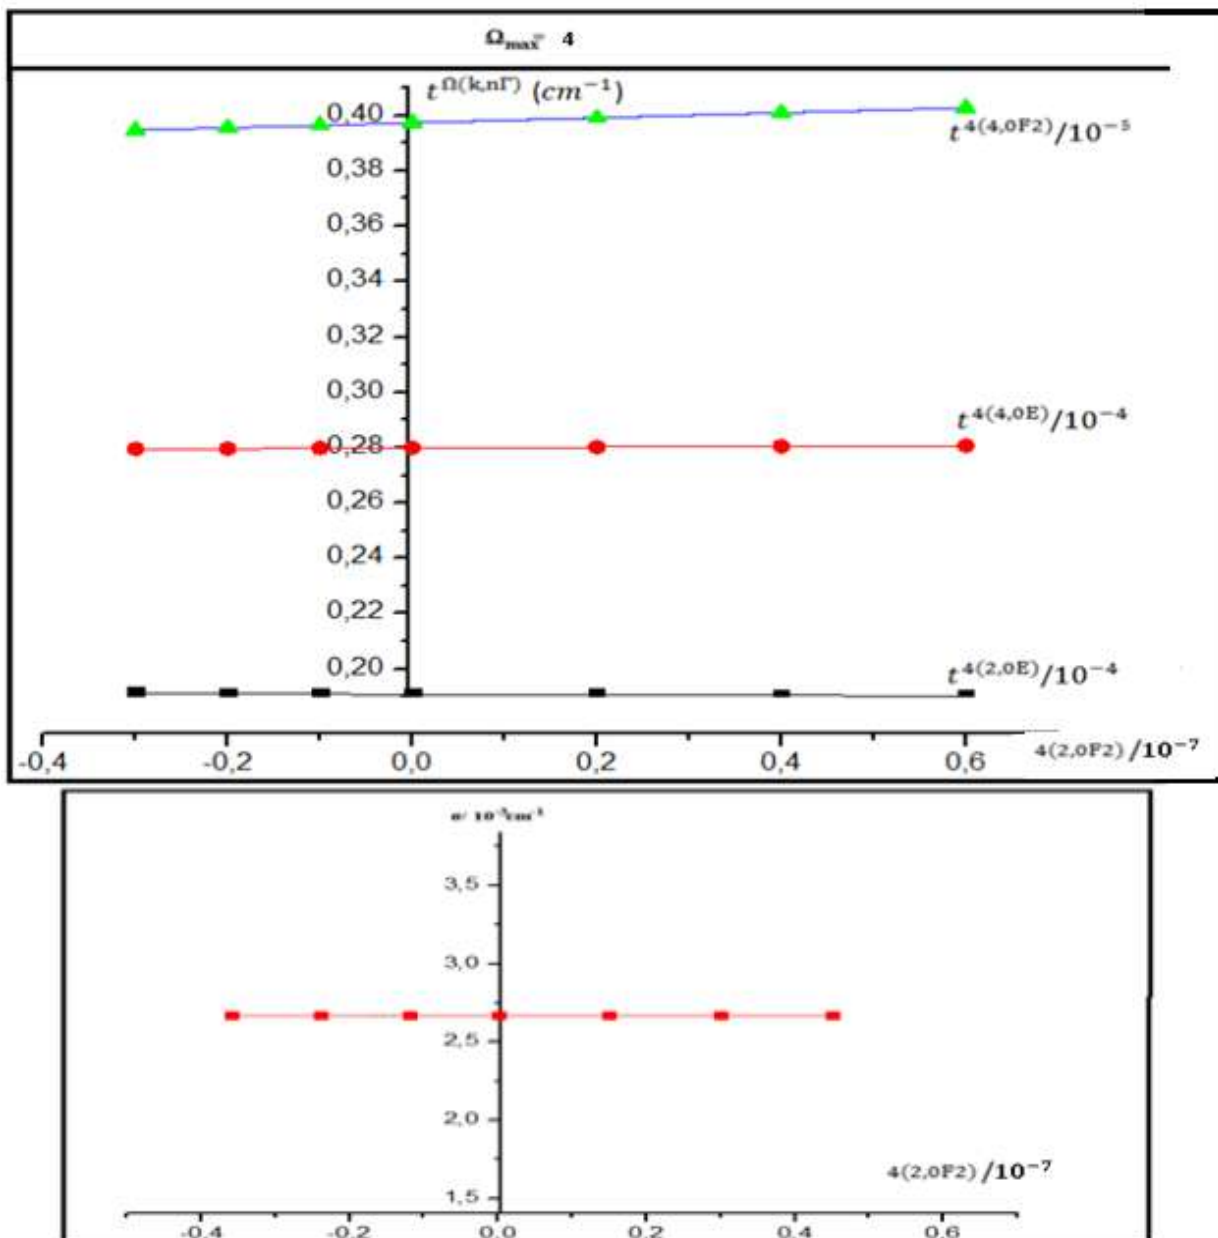 Ω_max= 4
t^Ω(k,nΓ) (cm⁻¹)
0,40
t^4(4,0F2)/10⁻⁵
0,38
0,36
0,34
0,32
0,30
t^4(4,0E)/10⁻⁴
0,28
0,26
0,24
0,22
0,20
t^4(2,0E)/10⁻⁴
-0,4 -0,2 0,0 0,2 0,4 0,6
4(2,0F2)/10⁻⁷
3,5
3,0
2,5
2,0
4(2,0F2)/10⁻⁷
1,5
-0,4 -0,2 0,0 0,2 0,4 0,6